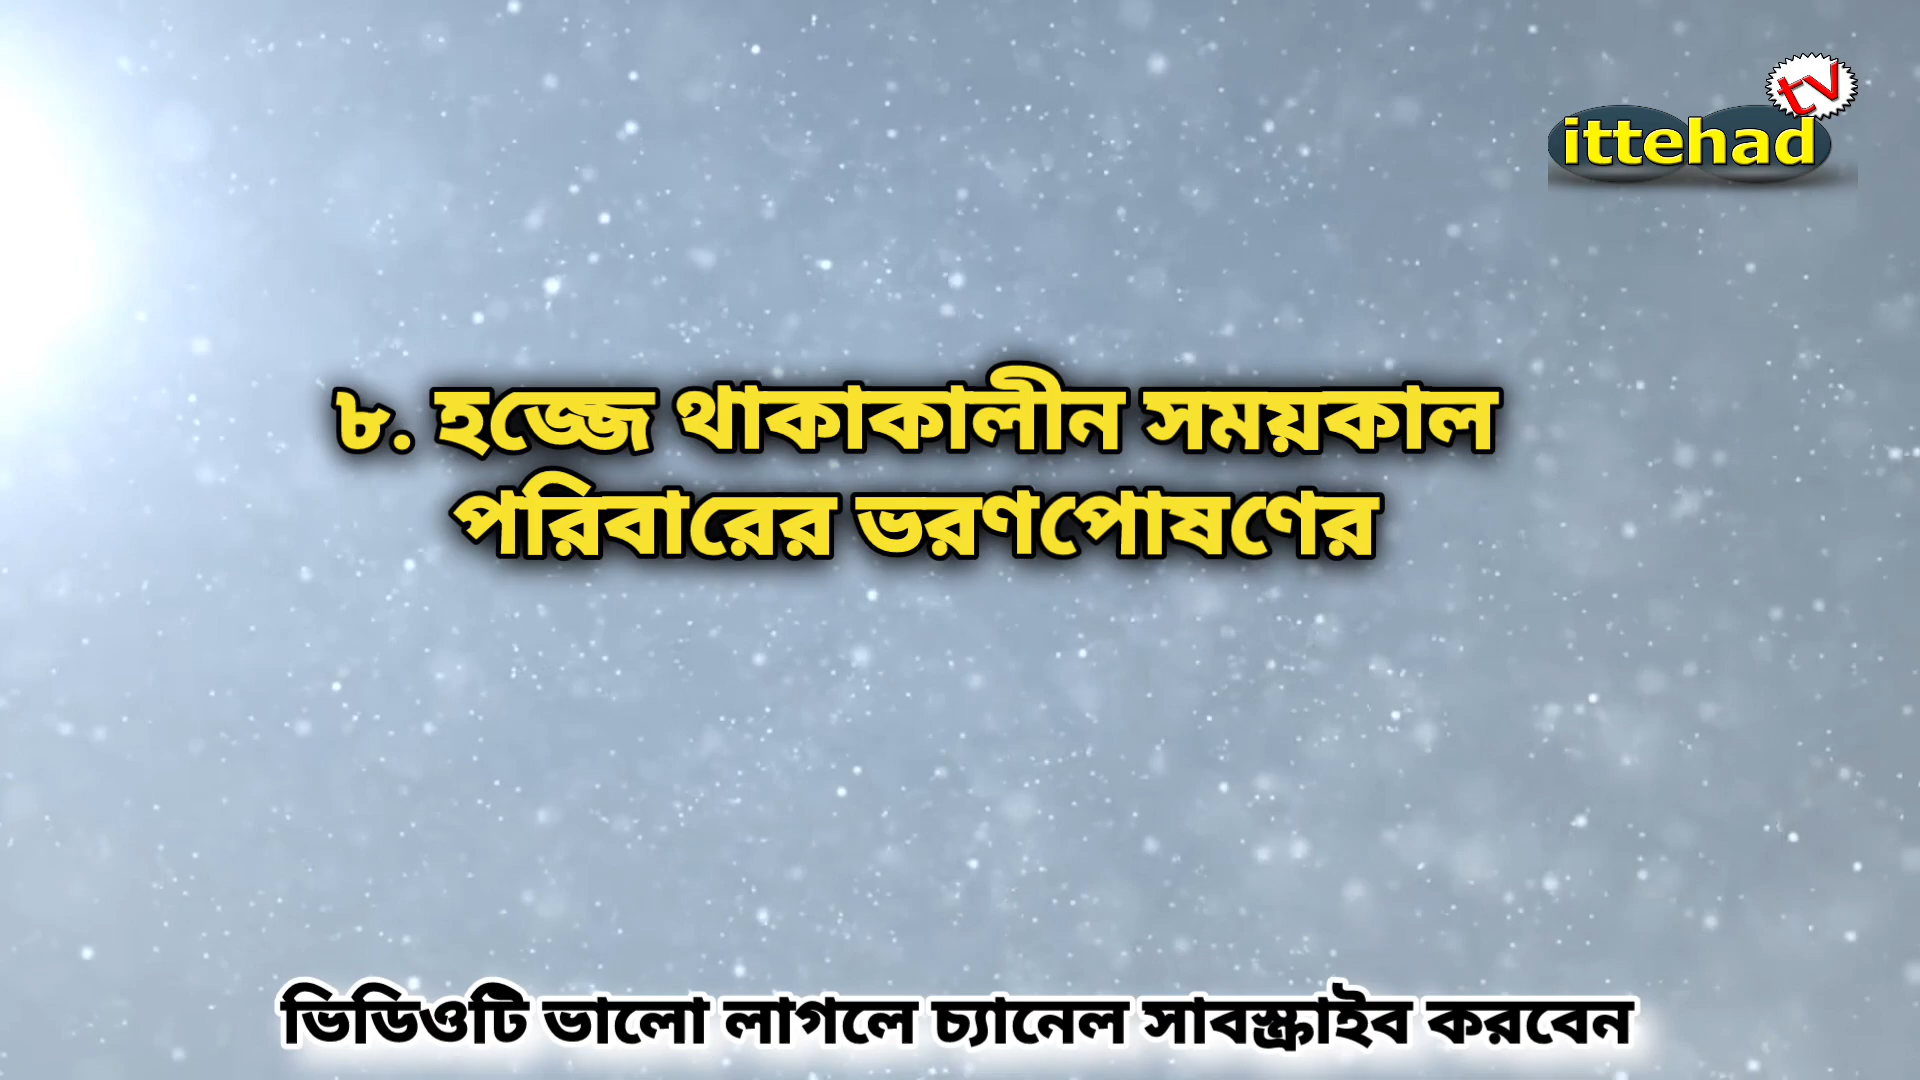 tv
ittehad
৮. হজ্জে থাকাকালীন সময়কাল
পরিবারের ভরণপোষণের
ভিডিওটি ভালো লাগলে চ্যানেল সাবস্ক্রাইব করবেন